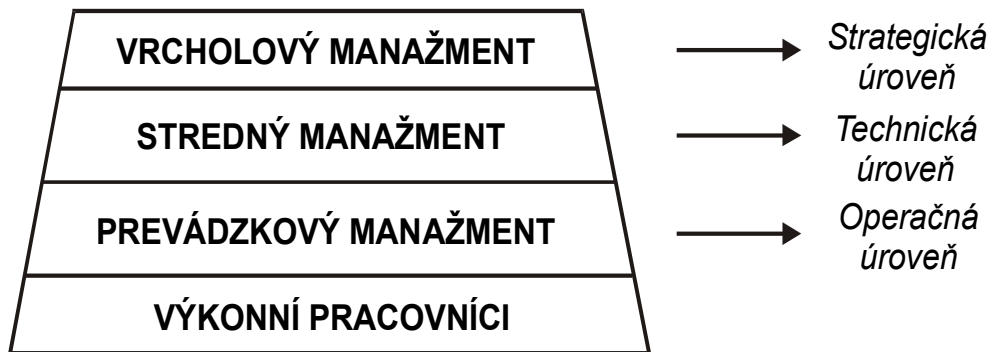 VRCHOLOVÝ MANAŽMENT
Strategická
úroveň
STREDNÝ MANAŽMENT
Technická
úroveň
PREVÁDZKOVÝ MANAŽMENT
Operačná
úroveň
VÝKONNÍ PRACOVNÍCI